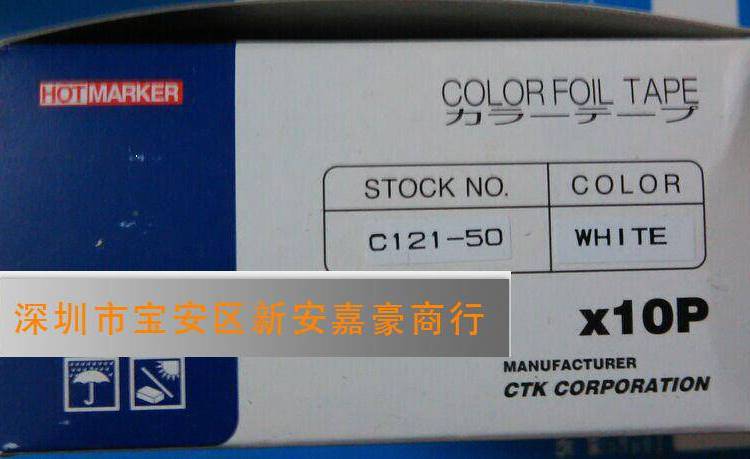 HOTMARKER
COLOR FOIL TAPE
カラーテープ
STOCK NO.
COLOR
C121-50
WHITE
深圳市宝安区新安嘉豪商行
x10P
MANUFACTURER
CTK CORPORATION